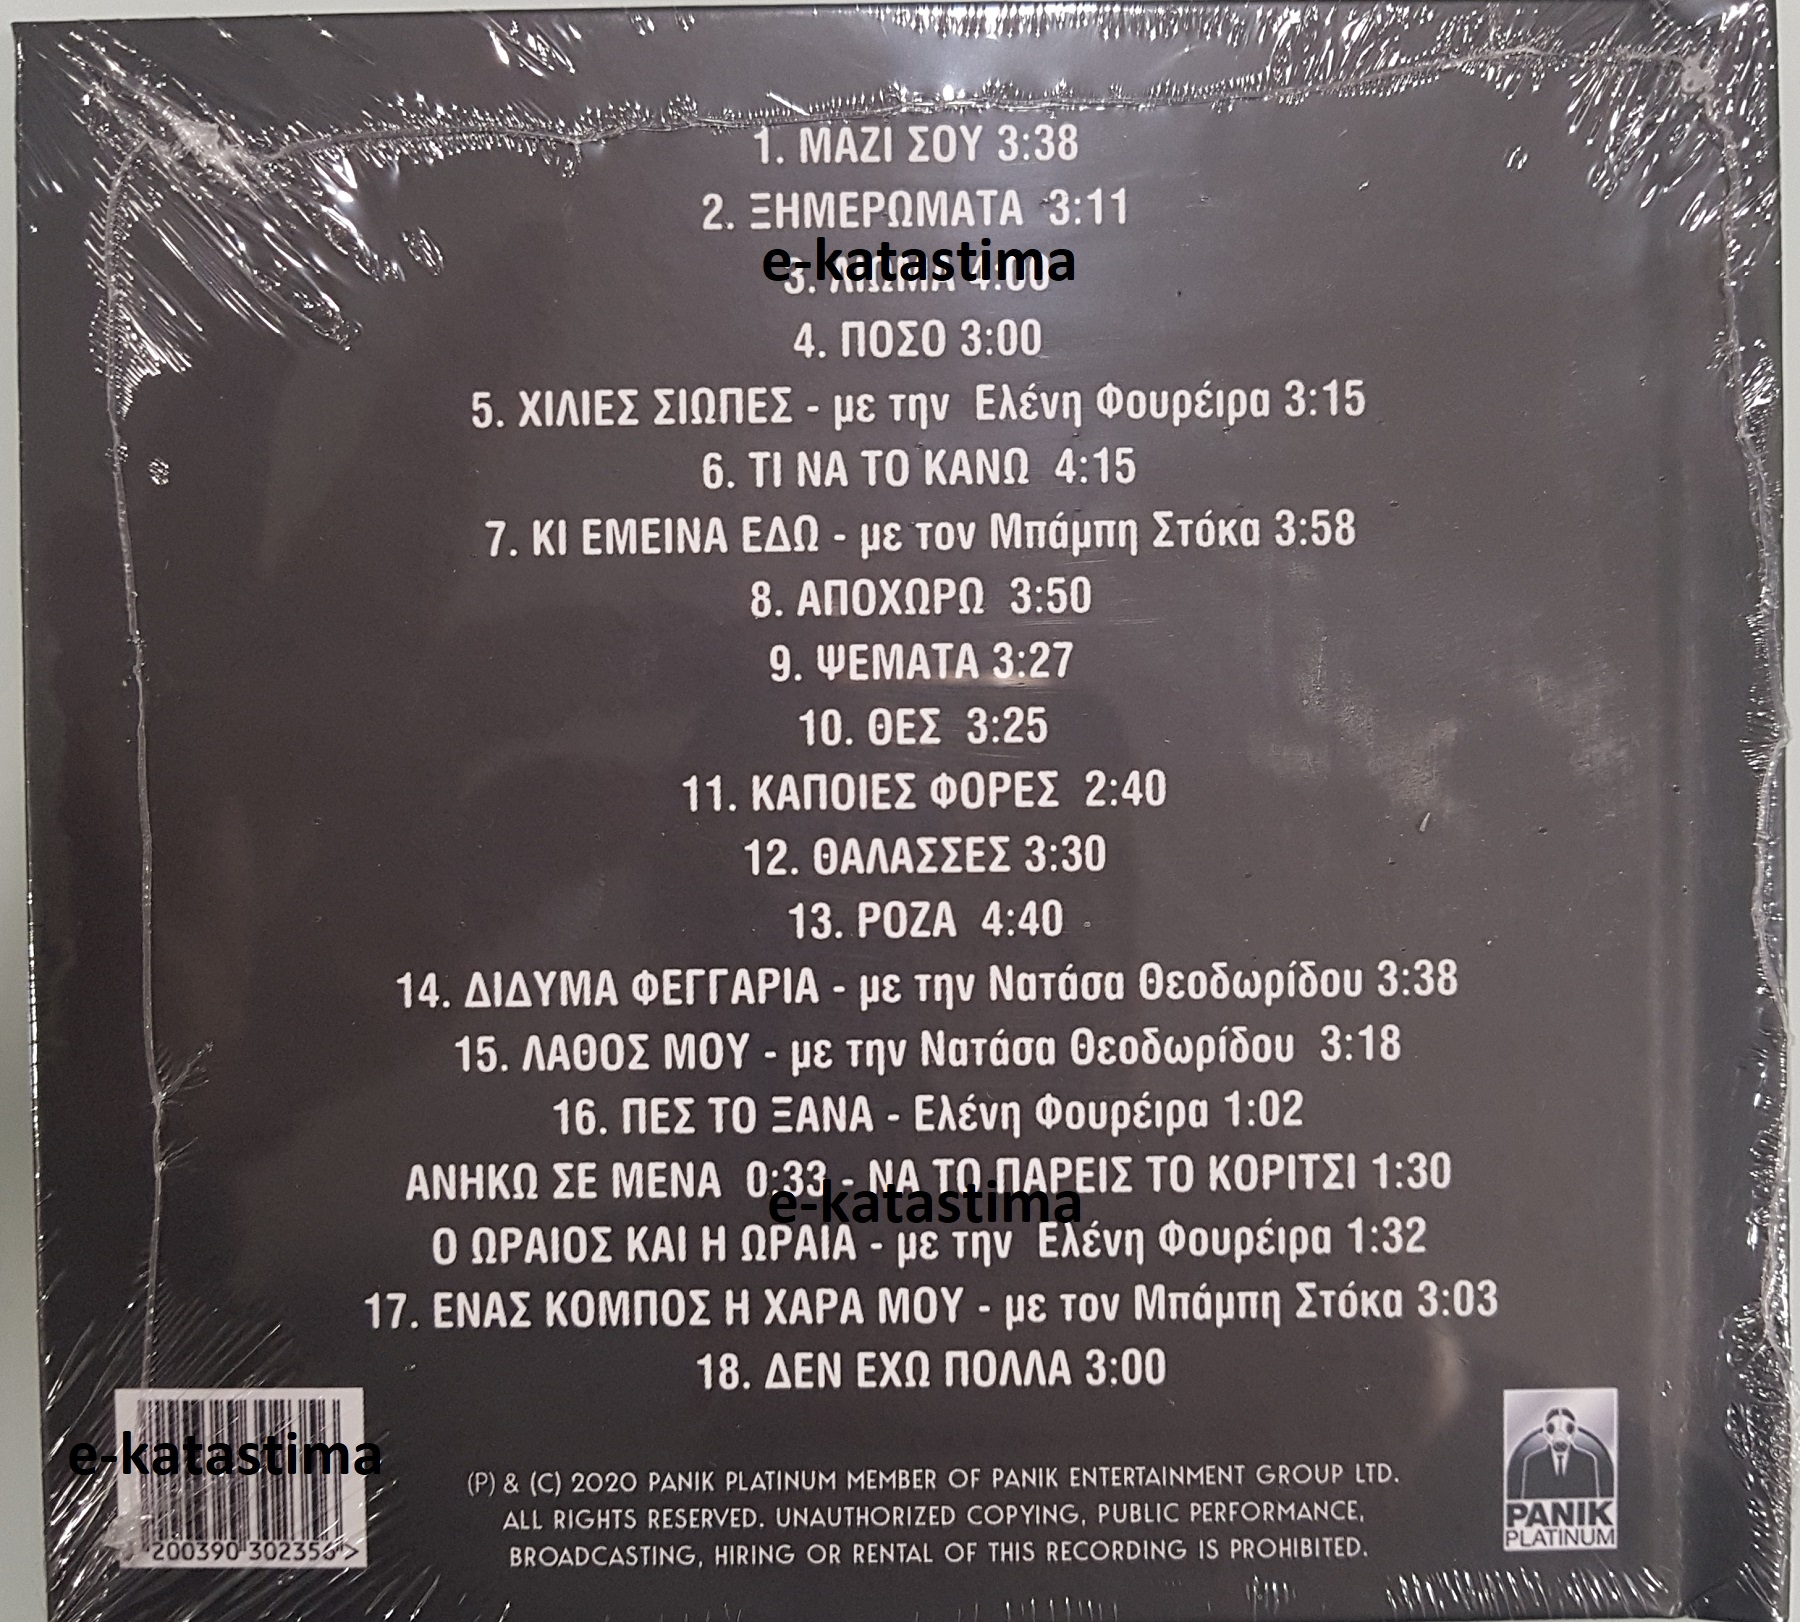 1. ΜΑΖΙ ΣΟΥ 3:38
2. ΞΗΜΕΡΩΜΑΤΑ 3:11
e-katastima
3. ΛΙΩΜΑ 4:00
4. ΠΟΣΟ 3:00
5. ΧΙΛΙΕΣ ΣΙΩΠΕΣ - με την Ελένη Φουρέιρα 3:15
6. ΤΙ ΝΑ ΤΟ ΚΑΝΩ 4:15
7. ΚΙ ΕΜΕΙΝΑ ΕΔΩ - με τον Μπάμπη Στόκα 3:58
8. ΑΠΟΧΩΡΩ 3:50
9. ΨΕΜΑΤΑ 3:27
10. ΘΕΣ 3:25
11. ΚΑΠΟΙΕΣ ΦΟΡΕΣ 2:40
12. ΘΑΛΑΣΣΕΣ 3:30
13. ΡΟΖΑ 4:40
14. ΔΙΔΥΜΑ ΦΕΓΓΑΡΙΑ - με την Νατάσα Θεοδωρίδου 3:38
15. ΛΑΘΟΣ ΜΟΥ - με την Νατάσα Θεοδωρίδου 3:18
16. ΠΕΣ ΤΟ ΞΑΝΑ - Ελένη Φουρέιρα 1:02
ΑΝΗΚΩ ΣΕ ΜΕΝΑ 0:33 - ΝΑ ΤΟ ΠΑΡΕΙΣ ΤΟ ΚΟΡΙΤΣΙ 1:30
e-katastima
Ο ΩΡΑΙΟΣ ΚΑΙ Η ΩΡΑΙΑ - με την Ελένη Φουρέιρα 1:32
17. ΕΝΑΣ ΚΟΜΠΟΣ Η ΧΑΡΑ ΜΟΥ - με τον Μπάμπη Στόκα 3:03
18. ΔΕΝ ΕΧΩ ΠΟΛΛΑ 3:00
e-katastima
200390 302356 >
(P) & (C) 2020 PANIK PLATINUM MEMBER OF PANIK ENTERTAINMENT GROUP LTD.
ALL RIGHTS RESERVED. UNAUTHORIZED COPYING, PUBLIC PERFORMANCE,
BROADCASTING, HIRING OR RENTAL OF THIS RECORDING IS PROHIBITED.
PANIK
PLATINUM